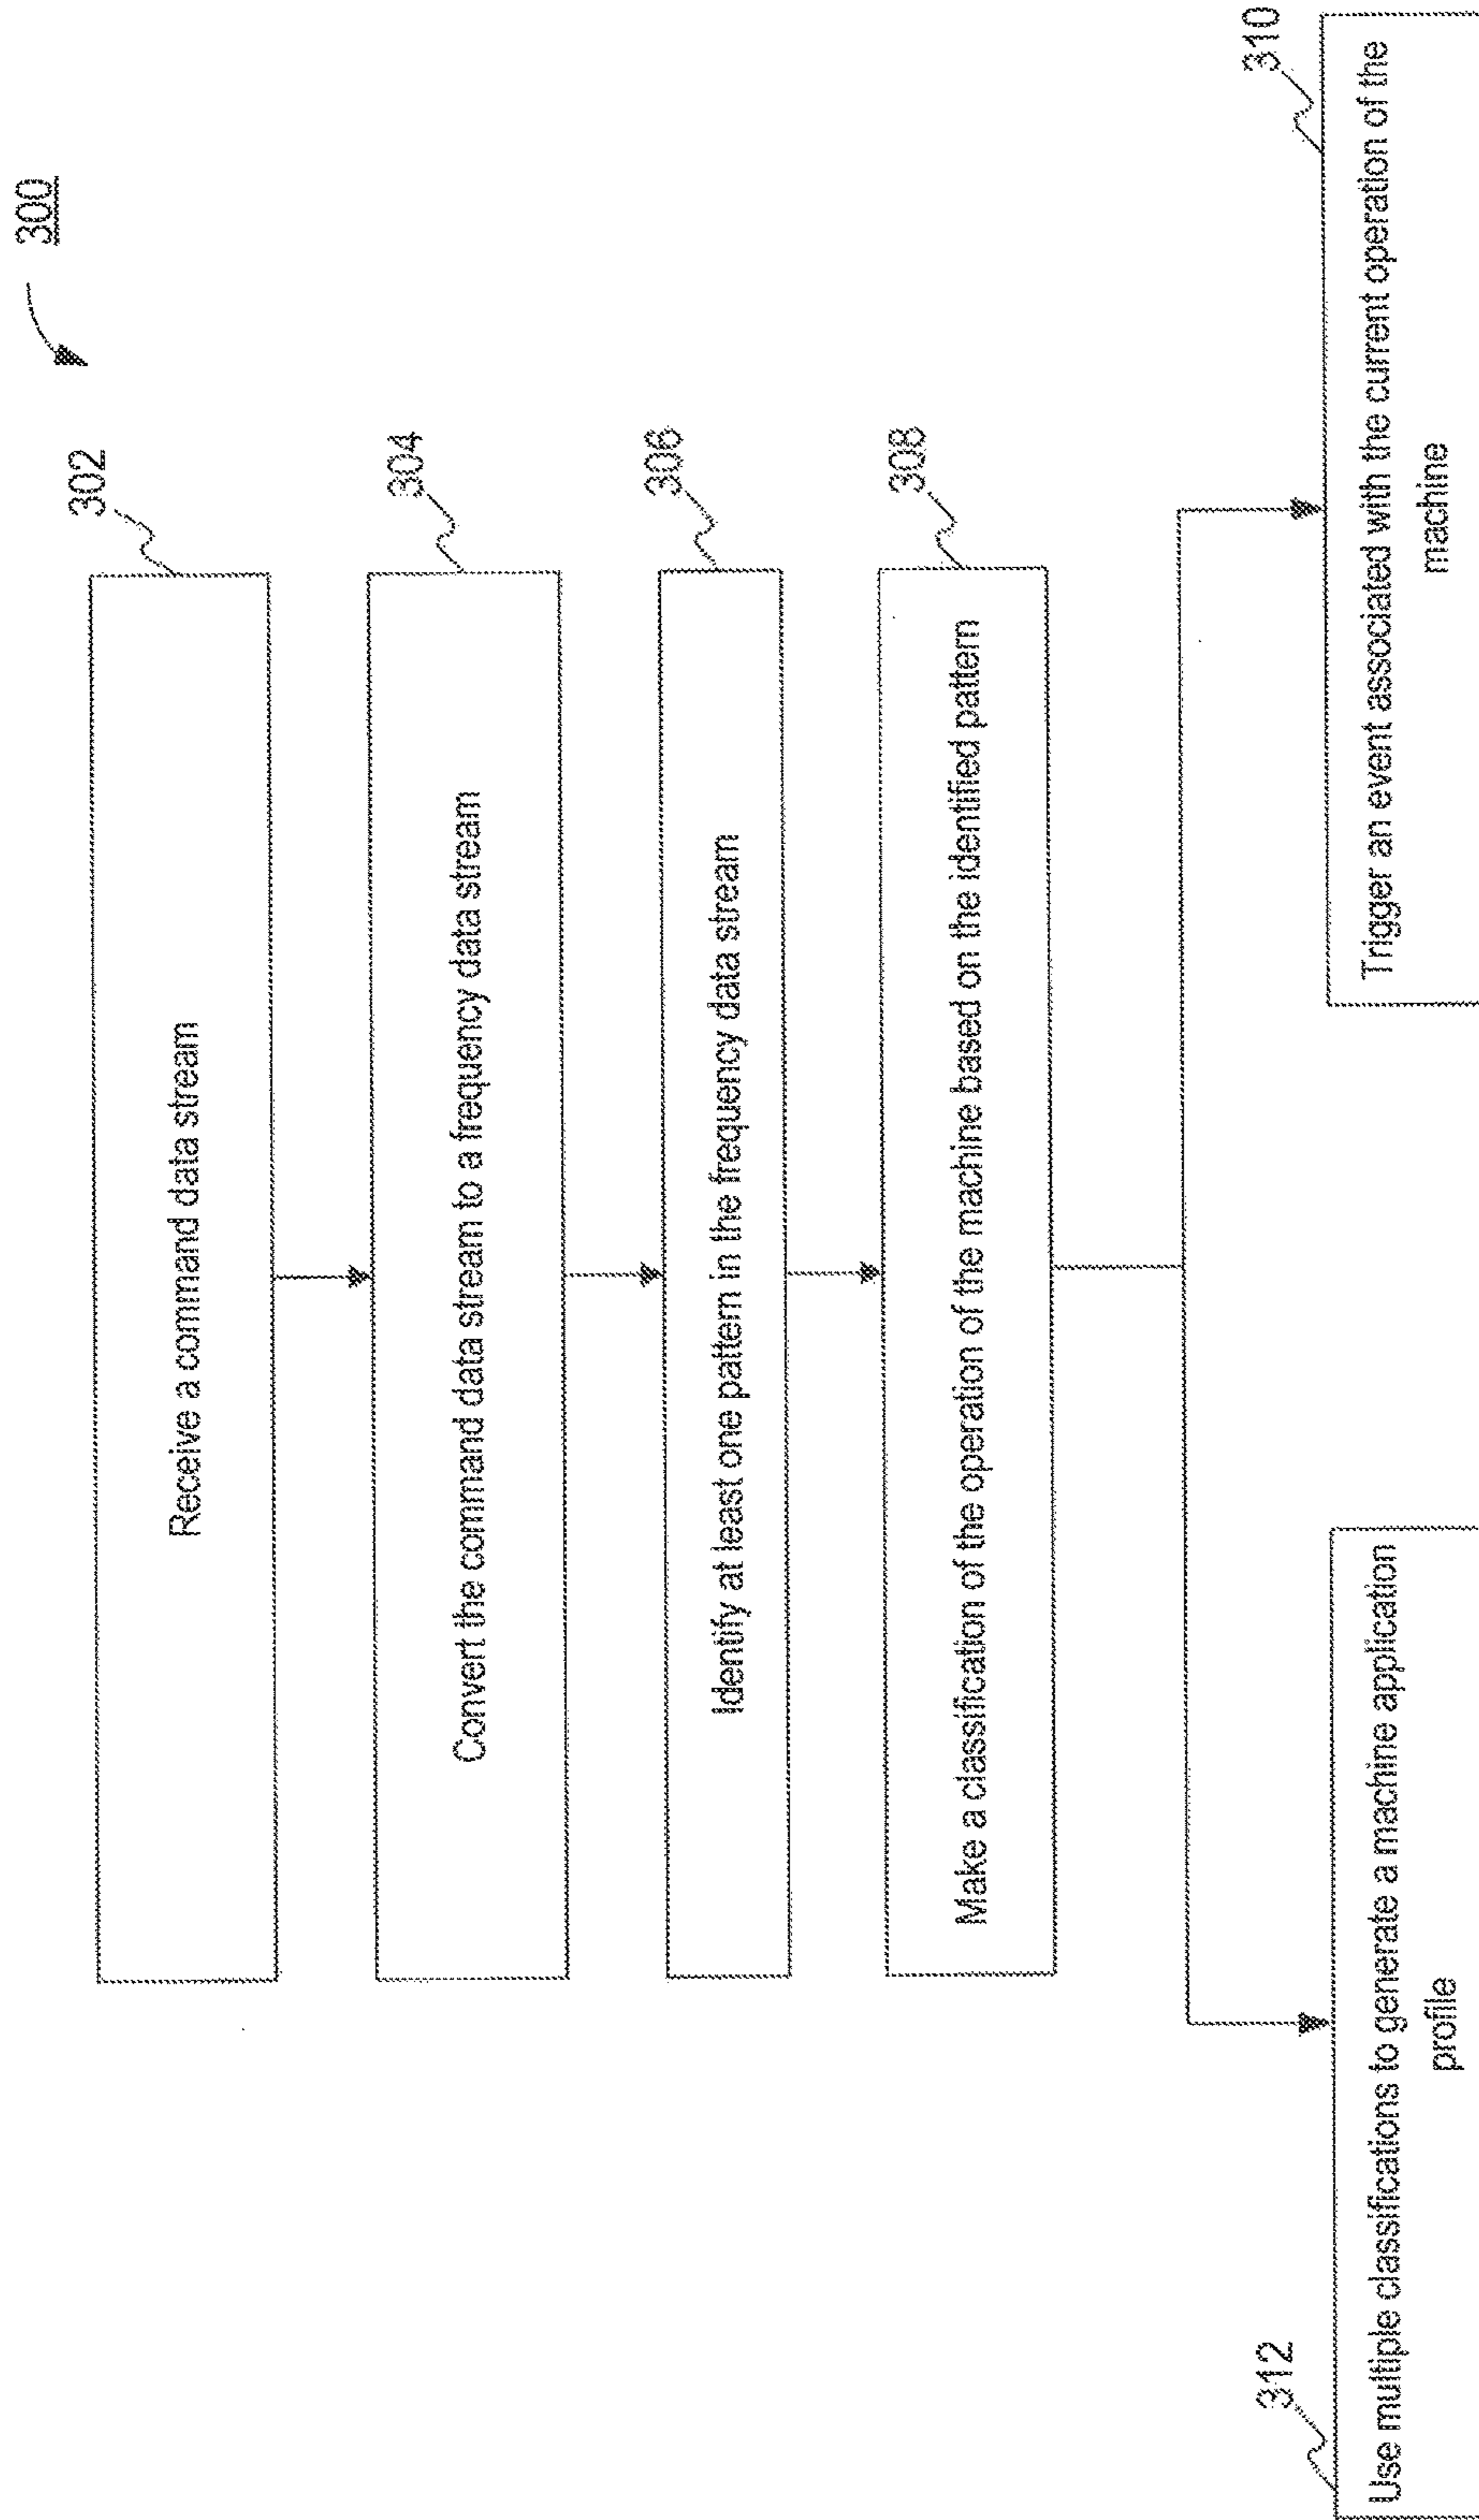 300
302
Receive a command data stream
304
Convert the command data stream to a frequency data stream
306
Identify at least one pattern in the frequency data stream
308
Make a classification of the operation of the machine based on the identified pattern
312
Use multiple classifications to generate a machine application
profile
310
Trigger an event associated with the current operation of the
machine